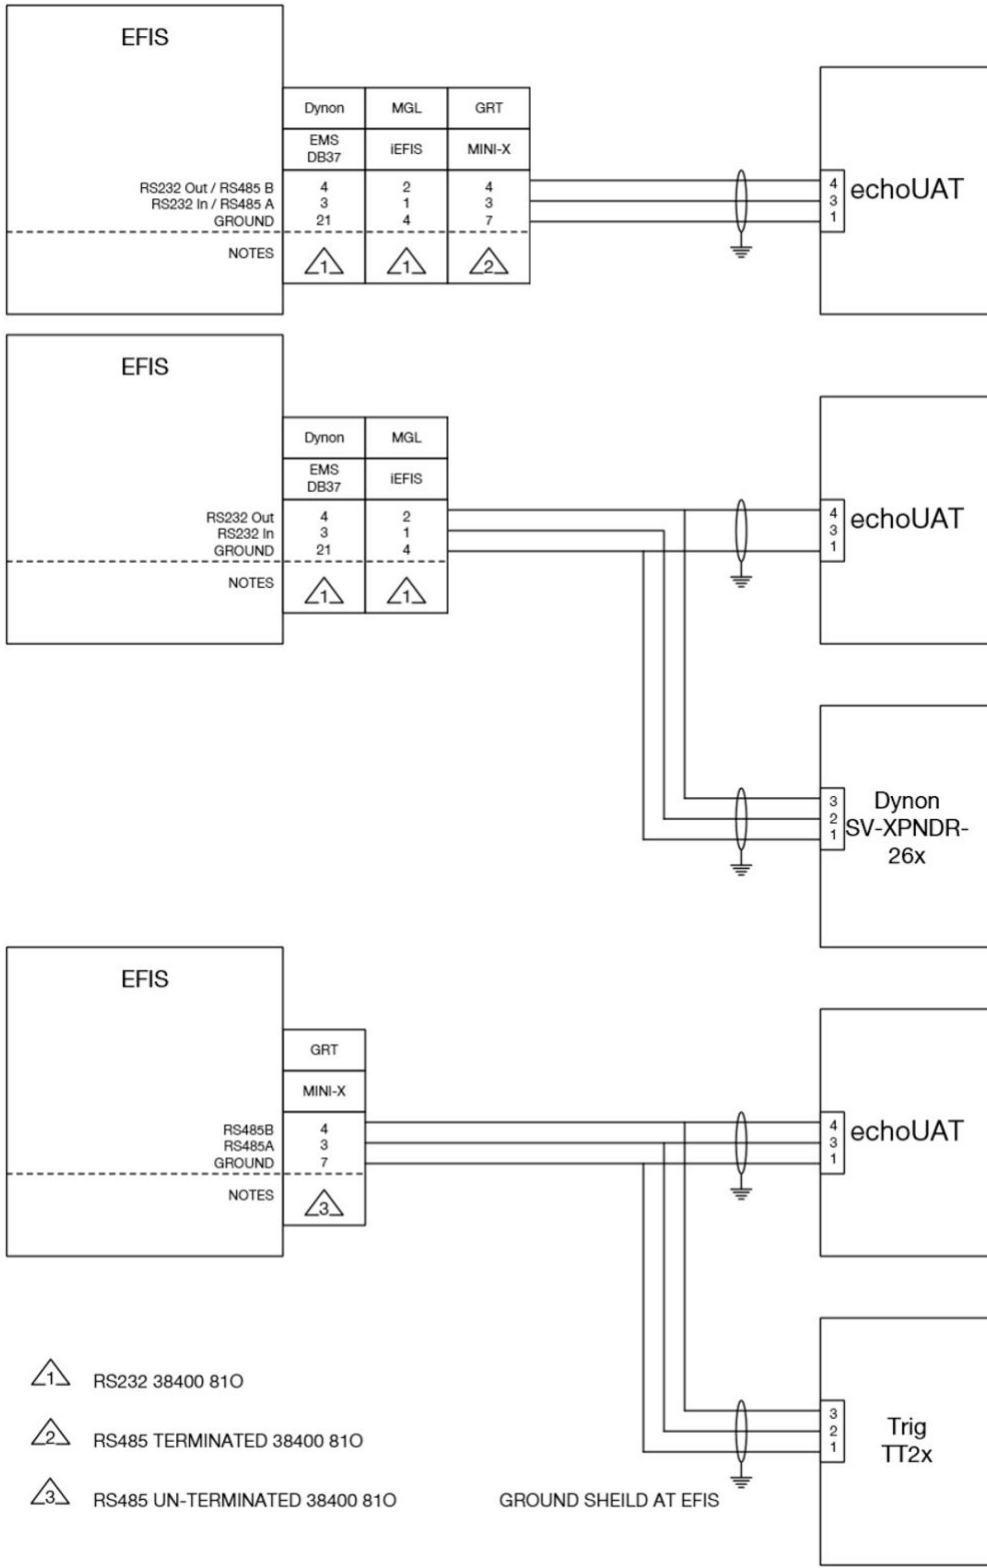 EFIS
Dynon MGL GRT
EMS DB37 iEFIS MINI-X
RS232 Out / RS485 B 4 2 4
RS232 In / RS485 A 3 1 3
GROUND 21 4 7
NOTES 1 1 2
4
3
1
echoUAT
EFIS
Dynon MGL
EMS DB37 iEFIS
RS232 Out 4 2
RS232 In 3 1
GROUND 21 4
NOTES 1 1
4
3
1
echoUAT
3
2
1
Dynon
SV-XPNDR-
26x
EFIS
GRT
MINI-X
RS485B 4
RS485A 3
GROUND 7
NOTES 3
4
3
1
echoUAT
3
2
1
Trig
TT2x
1 RS232 38400 81O
2 RS485 TERMINATED 38400 81O
3 RS485 UN-TERMINATED 38400 81O
GROUND SHEILD AT EFIS